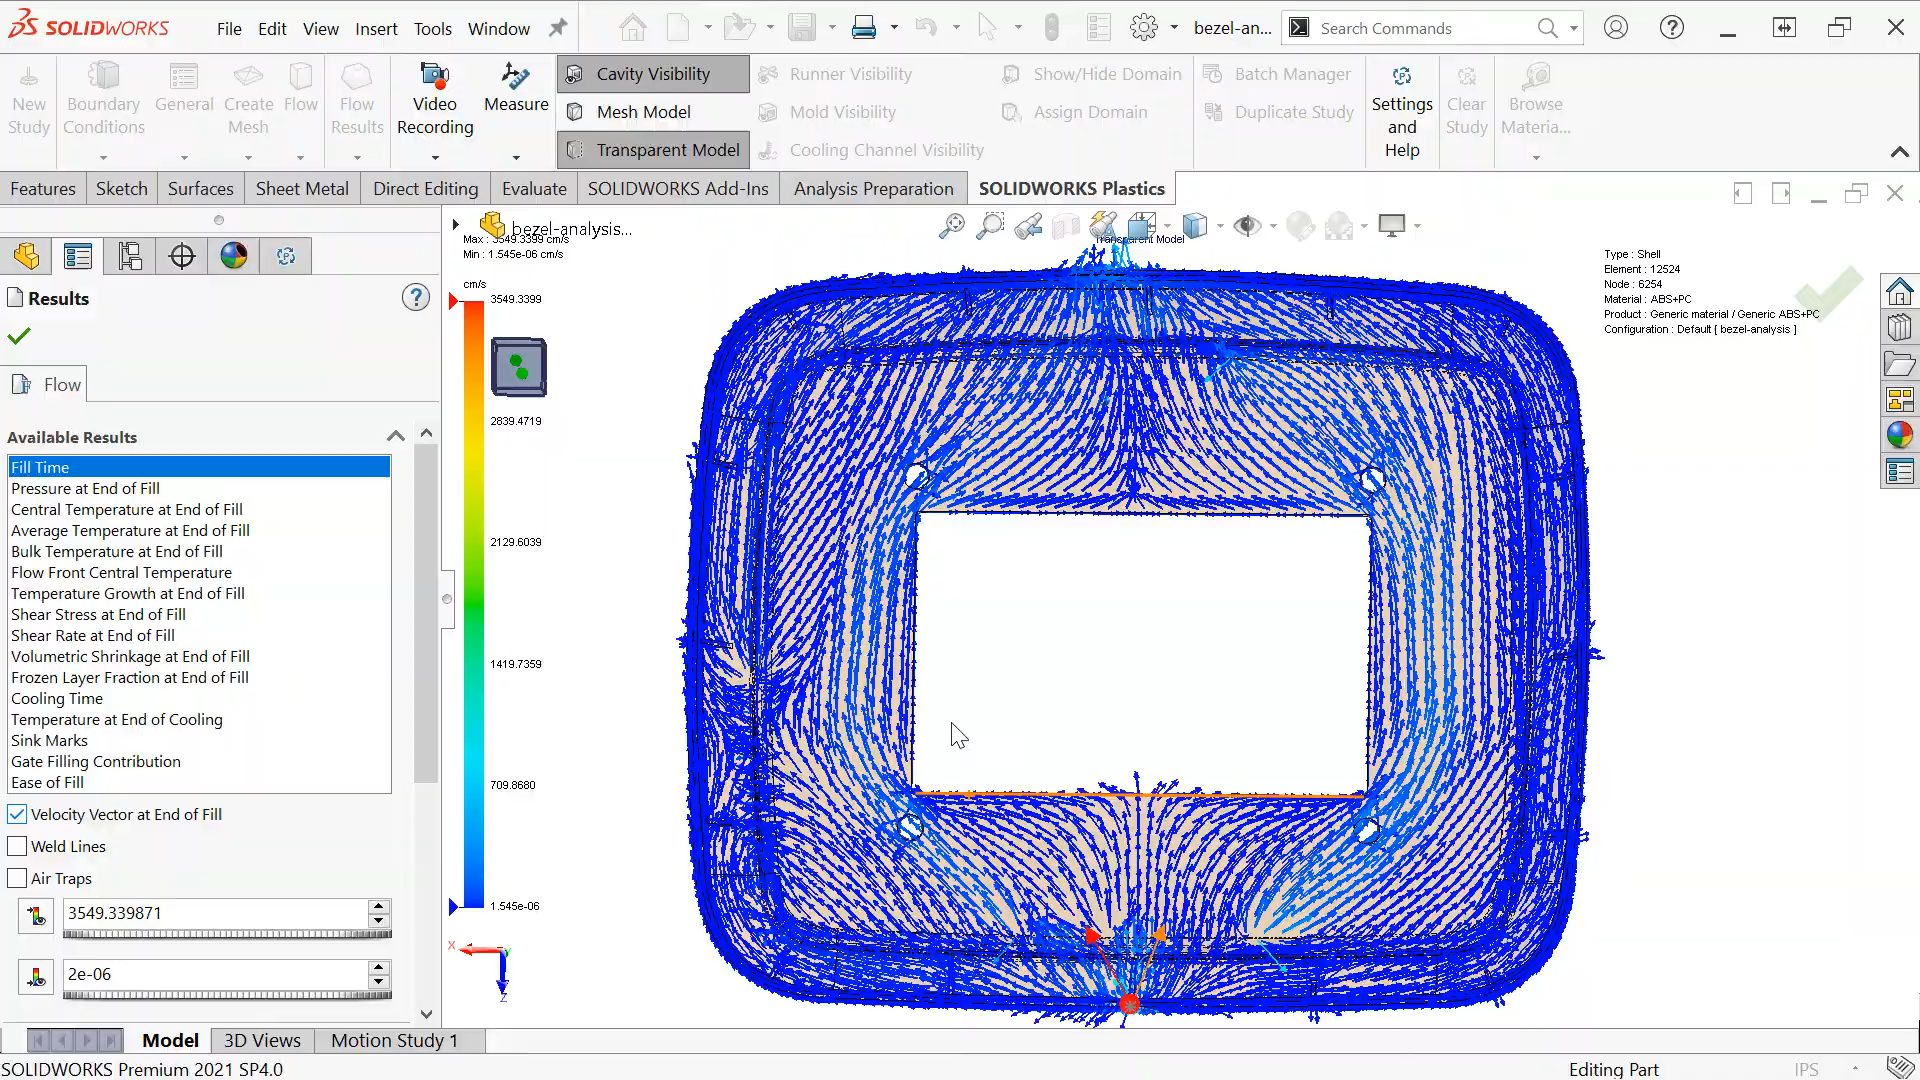 SOLIDWORKS File Edit View Insert Tools Window bezel-an... Search Commands
New Study
Boundary Conditions
General
Create Mesh
Flow
Flow Results
Video Recording
Measure
Cavity Visibility
Mesh Model
Transparent Model
Runner Visibility
Mold Visibility
Cooling Channel Visibility
Show/Hide Domain
Assign Domain
Batch Manager
Duplicate Study
Settings and Help
Clear Study
Browse Materia...
Features Sketch Surfaces Sheet Metal Direct Editing Evaluate SOLIDWORKS Add-Ins Analysis Preparation SOLIDWORKS Plastics
bezel-analysis...
Results
Flow
Available Results
Fill Time
Pressure at End of Fill
Central Temperature at End of Fill
Average Temperature at End of Fill
Bulk Temperature at End of Fill
Flow Front Central Temperature
Temperature Growth at End of Fill
Shear Stress at End of Fill
Shear Rate at End of Fill
Volumetric Shrinkage at End of Fill
Frozen Layer Fraction at End of Fill
Cooling Time
Temperature at End of Cooling
Sink Marks
Gate Filling Contribution
Ease of Fill
Velocity Vector at End of Fill
Weld Lines
Air Traps
3549.339871
2e-06
Max : 3549.3399 cm/s
Min : 1.545e-06 cm/s
cm/s
3549.3399
2839.4719
2129.6039
1419.7359
709.8680
1.545e-06
X
Y
Z
Transparent Model
Type : Shell
Element : 12524
Node : 6254
Material : ABS+PC
Product : Generic material / Generic ABS+PC
Configuration : Default [ bezel-analysis ]
Model 3D Views Motion Study 1
SOLIDWORKS Premium 2021 SP4.0 Editing Part IPS